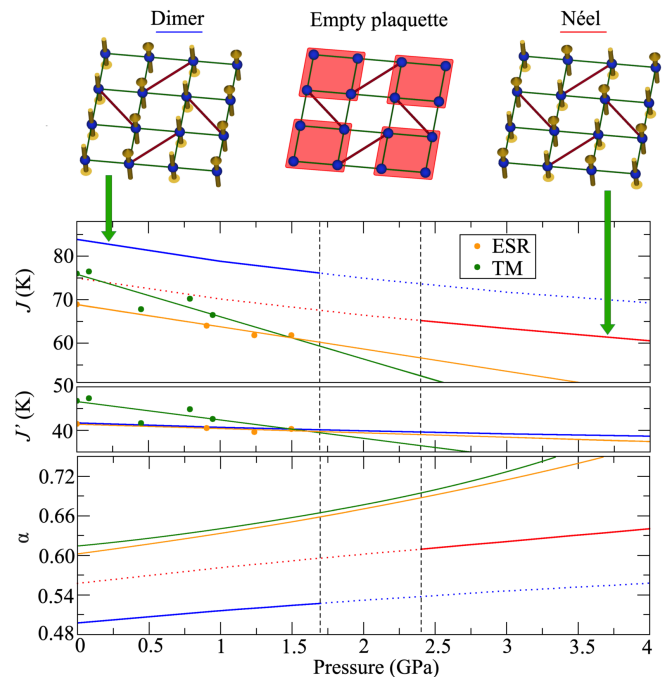 Dimer Empty plaquette Néel
80
70
60
J (K)
ESR
TM
50
40
J' (K)
0.72
0.66
0.60
0.54
0.48
α
0 0.5 1 1.5 2 2.5 3 3.5 4
Pressure (GPa)